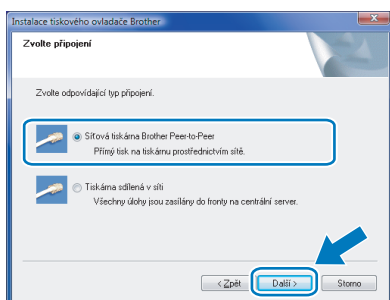 Instalace tiskového ovladače Brother
Zvolte připojení
Zvolte odpovídající typ připojení.
Síťová tiskárna Brother Peer-to-Peer
Přímý tisk na tiskárnu prostřednictvím sítě.
Tiskárna sdílená v síti
Všechny úlohy jsou zasílány do fronty na centrální server.
< Zpět Další > Storno